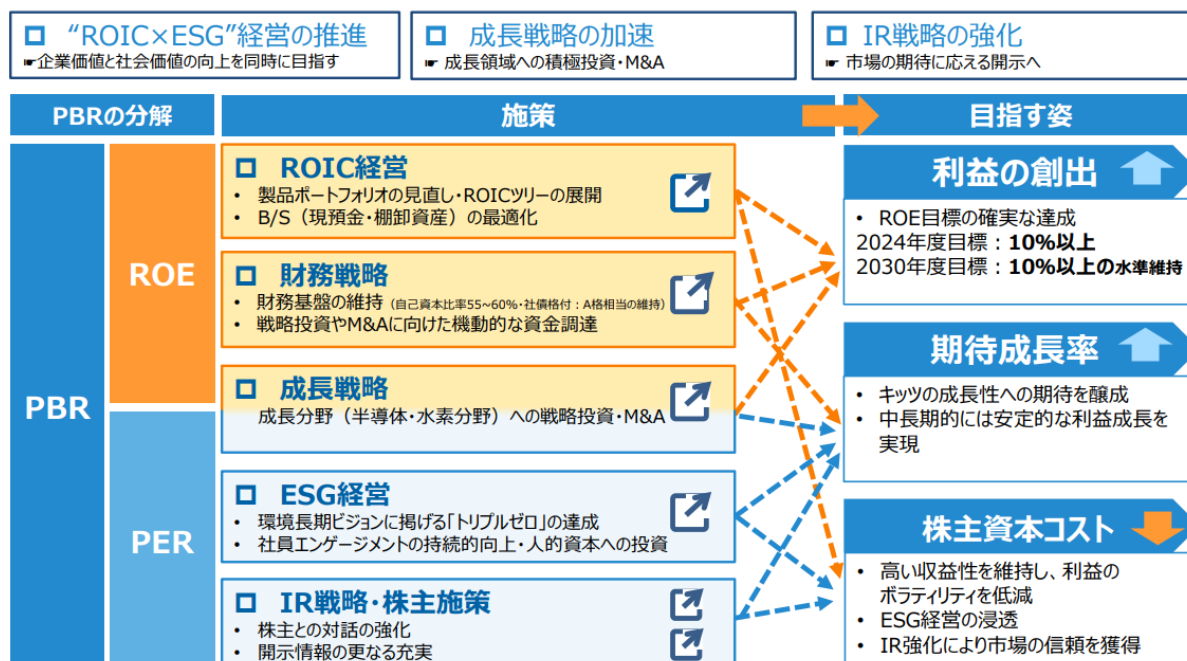 “ROIC×ESG”経営の推進
☛企業価値と社会価値の向上を同時に目指す
成長戦略の加速
☛ 成長領域への積極投資・M&A
IR戦略の強化
☛ 市場の期待に応える開示へ
PBRの分解
施策
目指す姿
PBR
ROE
PER
ROIC経営
• 製品ポートフォリオの見直し・ROICツリーの展開
• B/S（現預金・棚卸資産）の最適化
財務戦略
• 財務基盤の維持（自己資本比率55~60%・社債格付：A格相当の維持）
• 戦略投資やM&Aに向けた機動的な資金調達
成長戦略
成長分野（半導体・水素分野）への戦略投資・M&A
ESG経営
• 環境長期ビジョンに掲げる「トリプルゼロ」の達成
• 社員エンゲージメントの持続的向上・人的資本への投資
IR戦略・株主施策
• 株主との対話の強化
• 開示情報の更なる充実
利益の創出
• ROE目標の確実な達成
2024年度目標：10%以上
2030年度目標：10%以上の水準維持
期待成長率
• キッツの成長性への期待を醸成
• 中長期的には安定的な利益成長を
実現
株主資本コスト
• 高い収益性を維持し、利益の
ボラティリティを低減
• ESG経営の浸透
• IR強化により市場の信頼を獲得